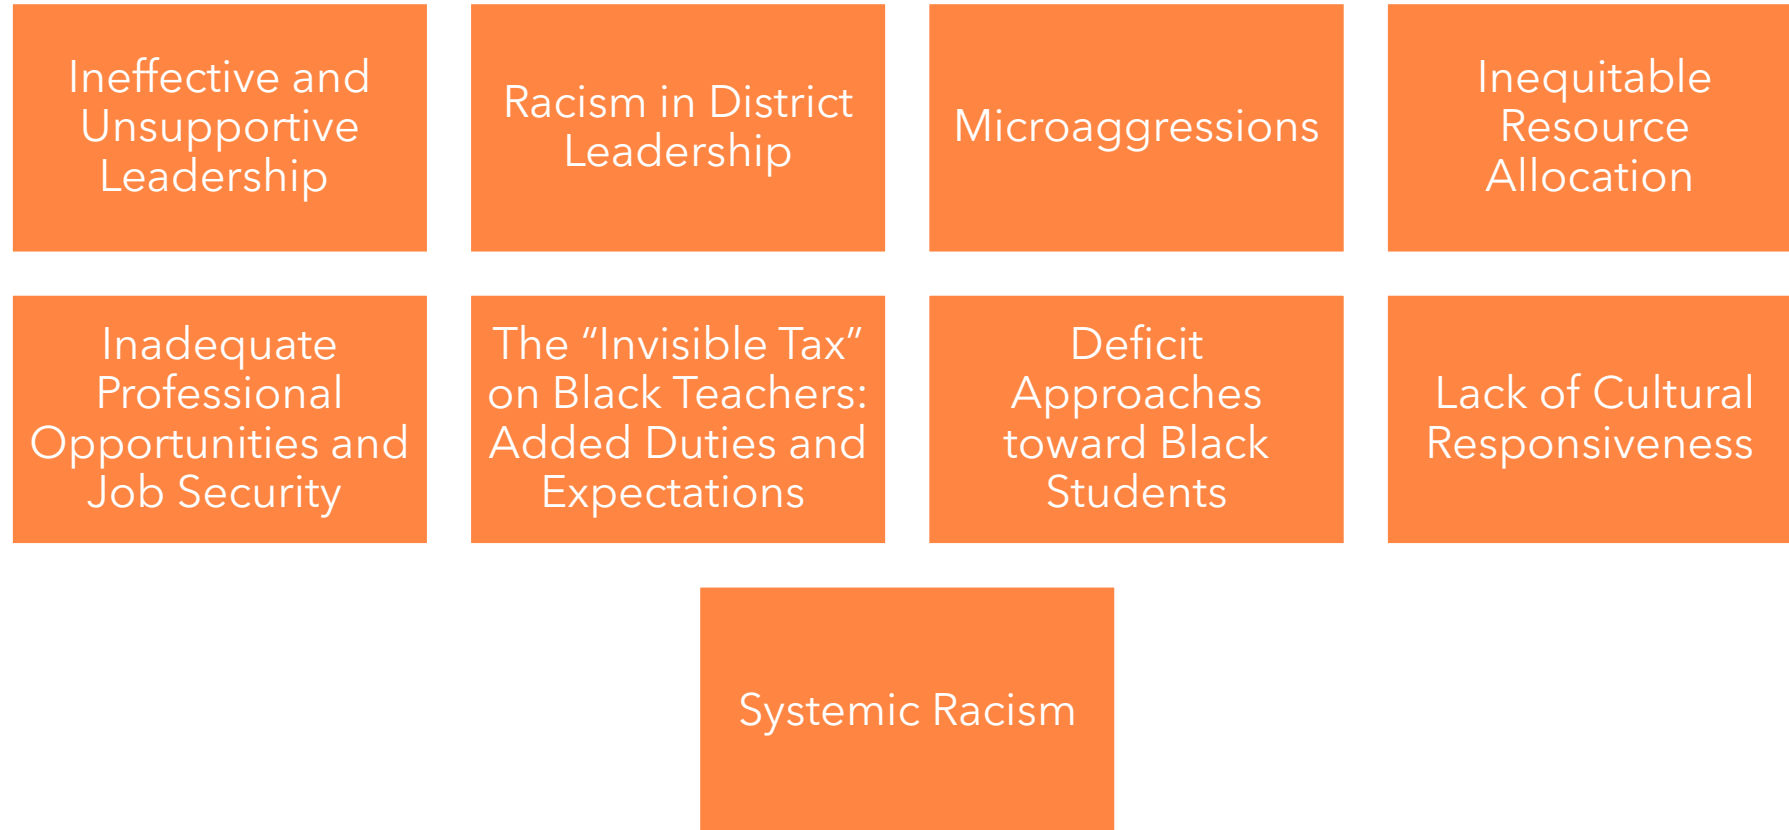 Ineffective and
Unsupportive
Leadership
Racism in District
Leadership
Microaggressions
Inequitable
Resource
Allocation
Inadequate
Professional
Opportunities and
Job Security
The “Invisible Tax”
on Black Teachers:
Added Duties and
Expectations
Deficit
Approaches
toward Black
Students
Lack of Cultural
Responsiveness
Systemic Racism